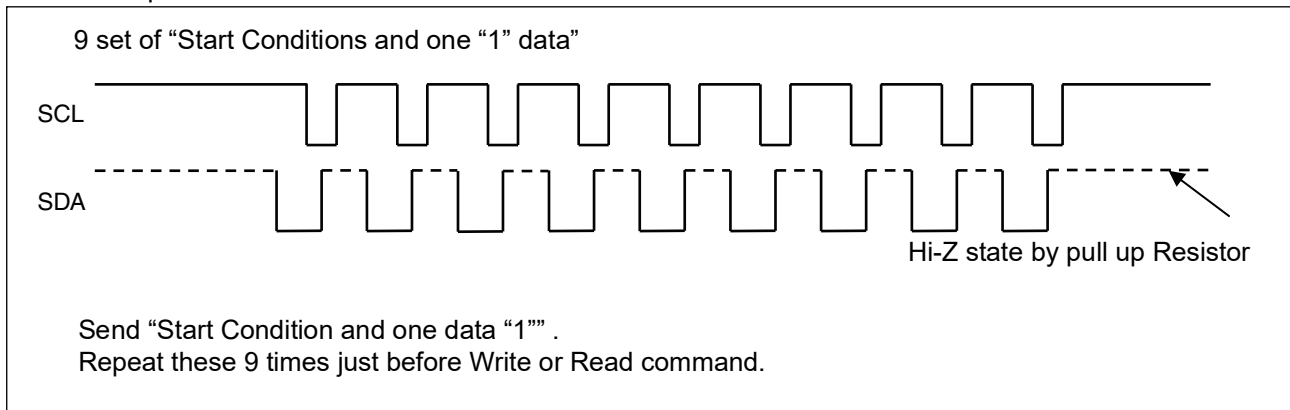 9 set of “Start Conditions and one “1” data”
SCL
SDA
Hi-Z state by pull up Resistor
Send “Start Condition and one data “1”” .
Repeat these 9 times just before Write or Read command.